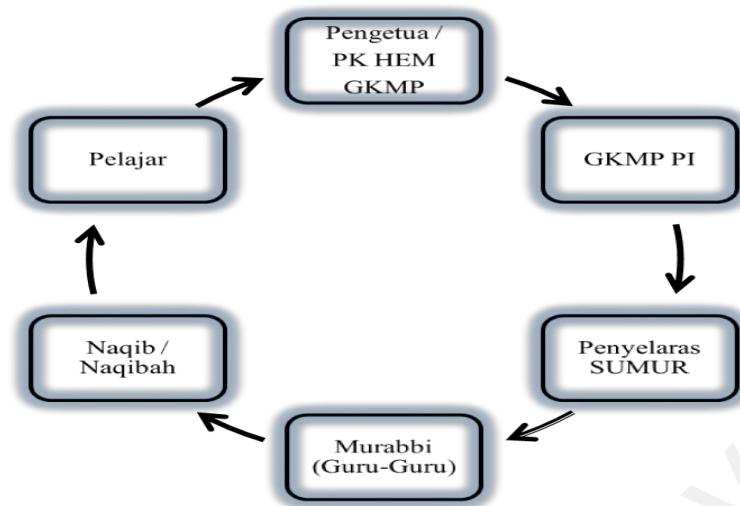 Pengetua /
PK HEM
GKMP
GKMP PI
Penyelaras
SUMUR
Murabbi
(Guru-Guru)
Naqib /
Naqibah
Pelajar